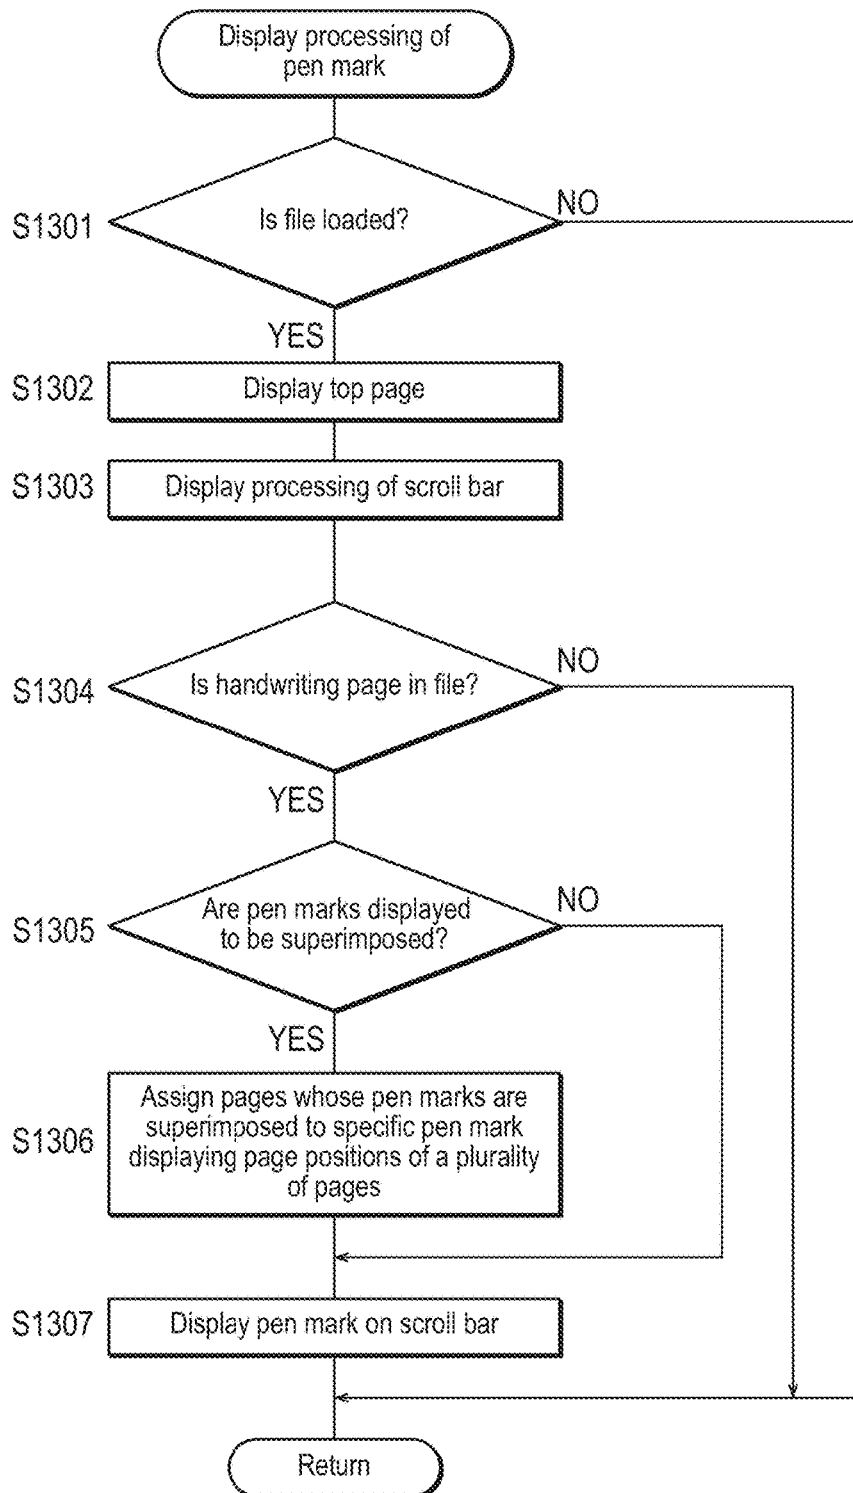 Display processing of
pen mark
S1301
Is file loaded?
NO
YES
S1302
Display top page
S1303
Display processing of scroll bar
S1304
Is handwriting page in file?
NO
YES
S1305
Are pen marks displayed
to be superimposed?
NO
YES
S1306
Assign pages whose pen marks are
superimposed to specific pen mark
displaying page positions of a plurality
of pages
S1307
Display pen mark on scroll bar
Return